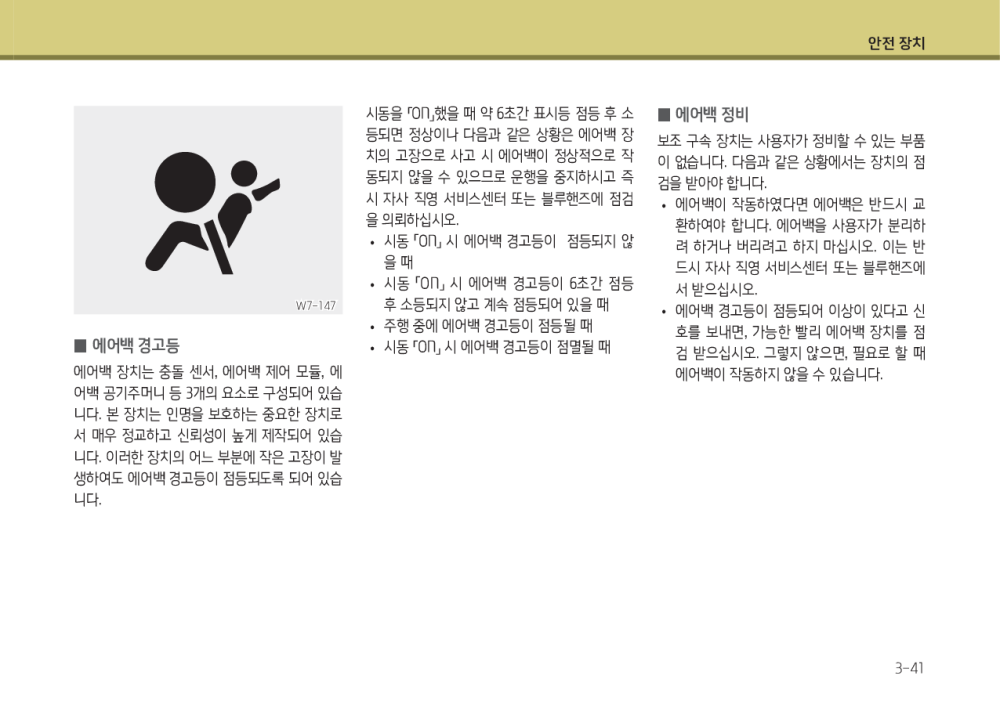 안전 장치
W7-147
■ 에어백 경고등
에어백 장치는 충돌 센서, 에어백 제어 모듈, 에
어백 공기주머니 등 3개의 요소로 구성되어 있습
니다. 본 장치는 인명을 보호하는 중요한 장치로
서 매우 정교하고 신뢰성이 높게 제작되어 있습
니다. 이러한 장치의 어느 부분에 작은 고장이 발
생하여도 에어백 경고등이 점등되도록 되어 있습
니다.
시동을 「ON」했을 때 약 6초간 표시등 점등 후 소
등되면 정상이나 다음과 같은 상황은 에어백 장
치의 고장으로 사고 시 에어백이 정상적으로 작
동되지 않을 수 있으므로 운행을 중지하시고 즉
시 자사 직영 서비스센터 또는 블루핸즈에 점검
을 의뢰하십시오.
• 시동 「ON」 시 에어백 경고등이 점등되지 않
을 때
• 시동 「ON」 시 에어백 경고등이 6초간 점등
후 소등되지 않고 계속 점등되어 있을 때
• 주행 중에 에어백 경고등이 점등될 때
• 시동 「ON」 시 에어백 경고등이 점멸될 때
■ 에어백 정비
보조 구속 장치는 사용자가 정비할 수 있는 부품
이 없습니다. 다음과 같은 상황에서는 장치의 점
검을 받아야 합니다.
• 에어백이 작동하였다면 에어백은 반드시 교
환하여야 합니다. 에어백을 사용자가 분리하
려 하거나 버리려고 하지 마십시오. 이는 반
드시 자사 직영 서비스센터 또는 블루핸즈에
서 받으십시오.
• 에어백 경고등이 점등되어 이상이 있다고 신
호를 보내면, 가능한 빨리 에어백 장치를 점
검 받으십시오. 그렇지 않으면, 필요로 할 때
에어백이 작동하지 않을 수 있습니다.
3-41